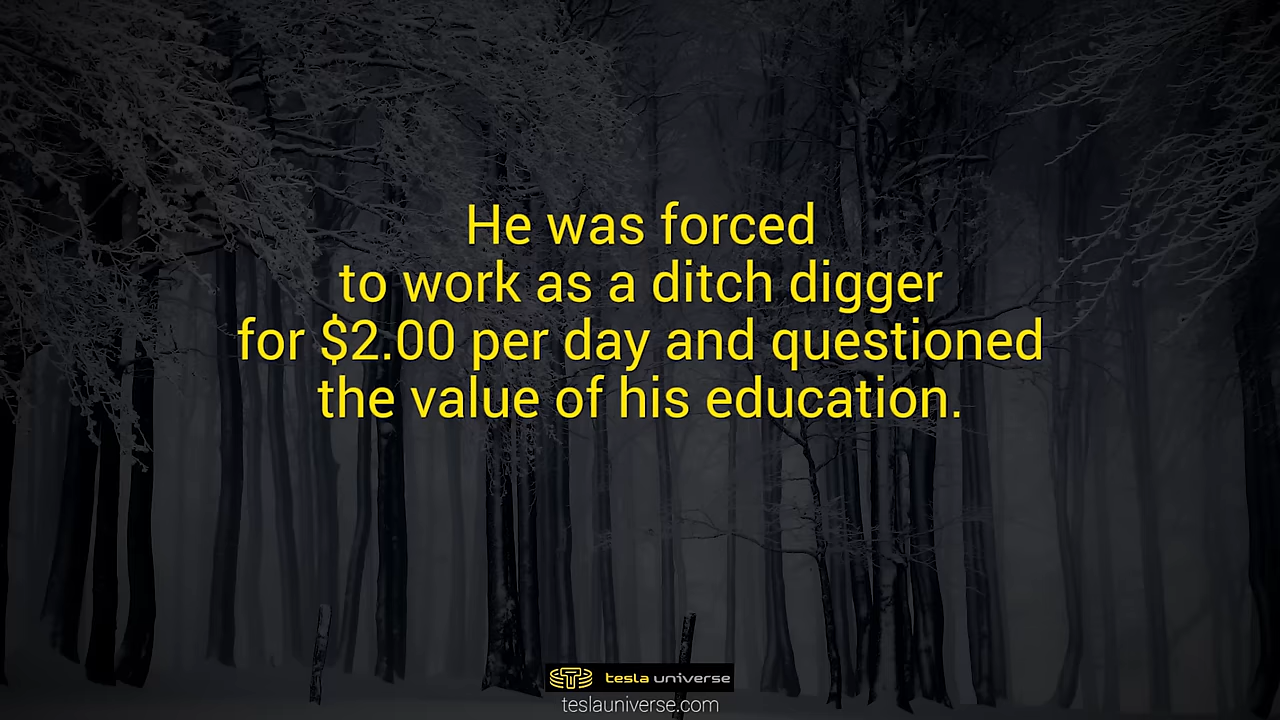 He was forced
to work as a ditch digger
for $2.00 per day and questioned
the value of his education.
tesla universe
teslauniverse.com